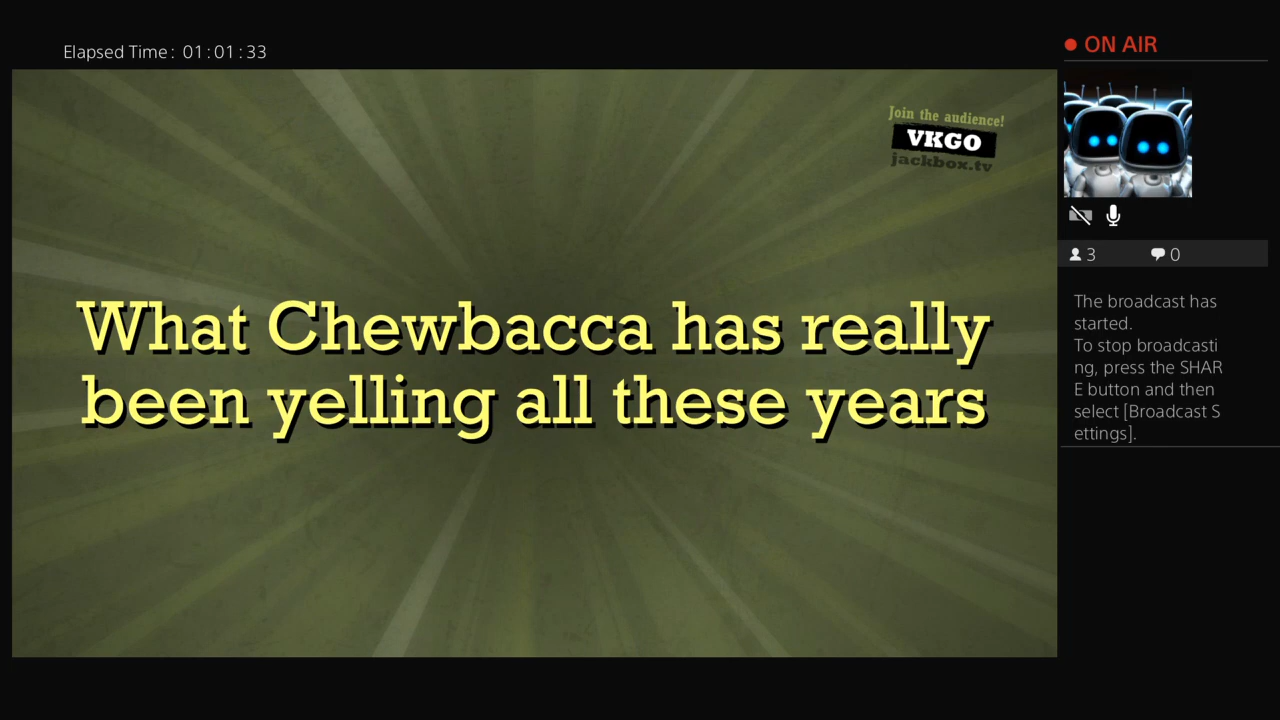 Elapsed Time: 01:01:33
ON AIR
Join the audience!
VKGO
jackbox.tv
What Chewbacca has really
been yelling all these years
3
0
The broadcast has
started.
To stop broadcasti
ng, press the SHAR
E button and then
select [Broadcast S
ettings].